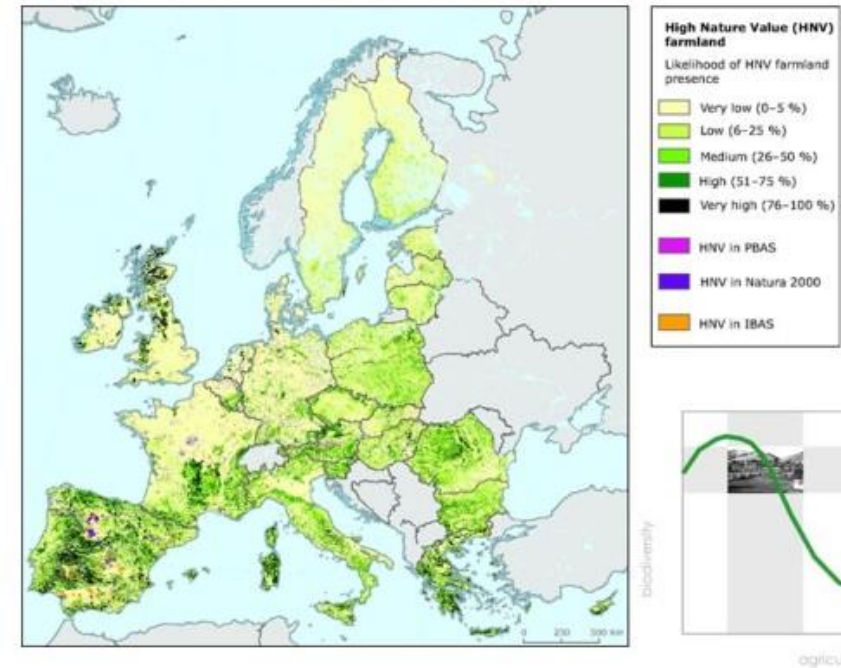 High Nature Value (HNV)
farmland
Likelihood of HNV farmland
presence
Very low (0–5 %)
Low (6–25 %)
Medium (26–50 %)
High (51–75 %)
Very high (76–100 %)
HNV in PBAS
HNV in Natura 2000
HNV in IBAS
0 250 500 km
biodiversity
agricu